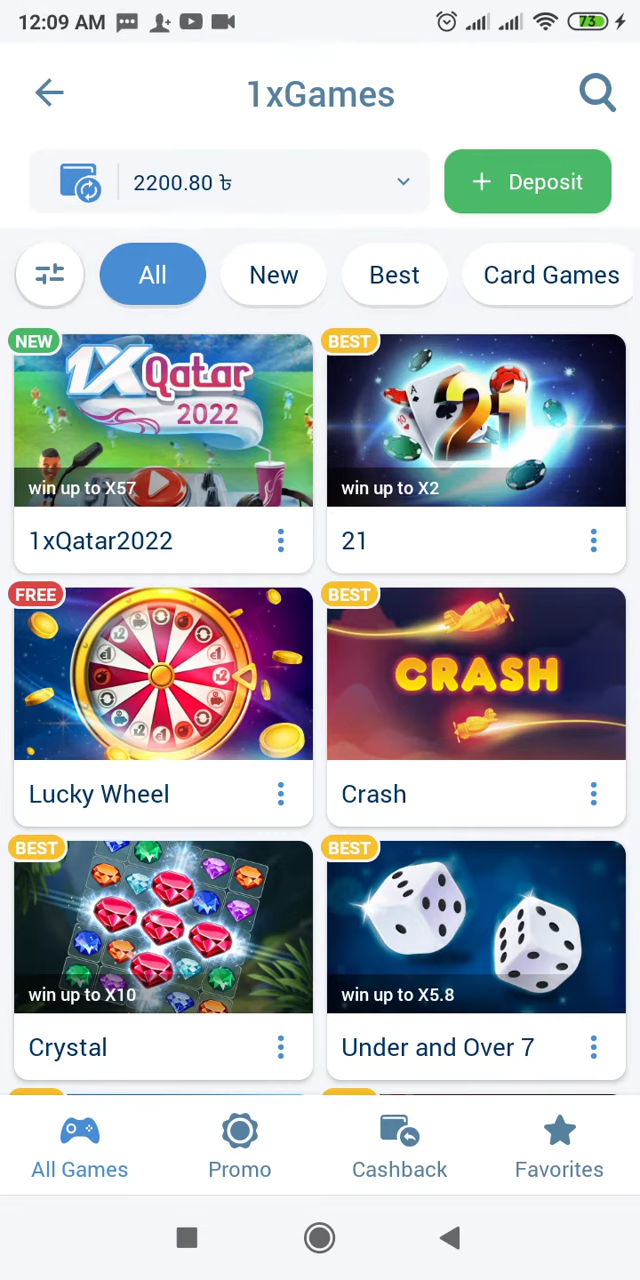 12:09 AM
73
1xGames
2200.80 ৳
+ Deposit
All
New
Best
Card Games
NEW
1X Qatar
2022
win up to X57
1xQatar2022
BEST
21
win up to X2
21
FREE
Lucky Wheel
BEST
CRASH
Crash
BEST
win up to X10
Crystal
BEST
win up to X5.8
Under and Over 7
All Games
Promo
Cashback
Favorites